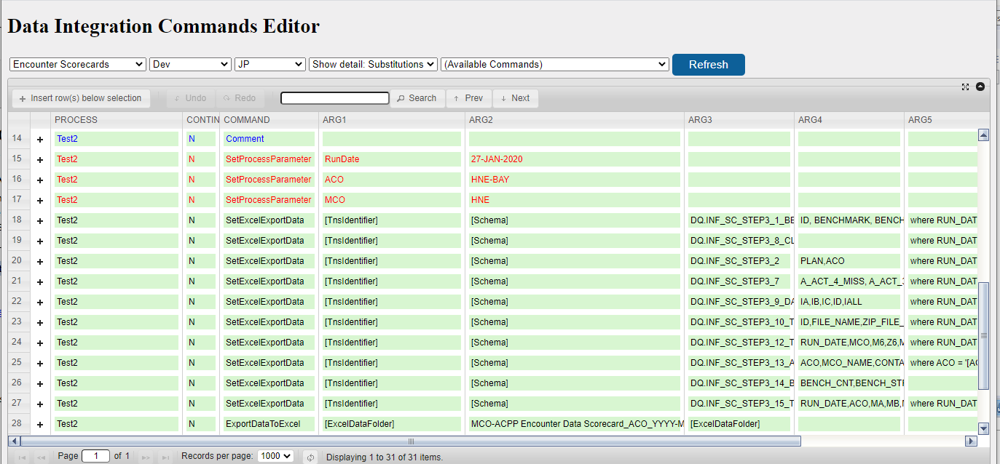 Data Integration Commands Editor
Encounter Scorecards Dev JP Show detail: Substitutions (Available Commands) Refresh
Insert row(s) below selection Undo Redo Search Prev Next
PROCESS CONTIN COMMAND ARG1 ARG2 ARG3 ARG4 ARG5
14 Test2 N Comment
15 Test2 N SetProcessParameter RunDate 27-JAN-2020
16 Test2 N SetProcessParameter ACO HNE-BAY
17 Test2 N SetProcessParameter MCO HNE
18 Test2 N SetExcelExportData [TnsIdentifier] [Schema] DQ.INF_SC_STEP3_1_BE ID, BENCHMARK, BENCH where RUN_DAT
19 Test2 N SetExcelExportData [TnsIdentifier] [Schema] DQ.INF_SC_STEP3_8_CL where RUN_DAT
20 Test2 N SetExcelExportData [TnsIdentifier] [Schema] DQ.INF_SC_STEP3_2 PLAN,ACO where RUN_DAT
21 Test2 N SetExcelExportData [TnsIdentifier] [Schema] DQ.INF_SC_STEP3_7 A_ACT_4_MISS, A_ACT_3 where RUN_DAT
22 Test2 N SetExcelExportData [TnsIdentifier] [Schema] DQ.INF_SC_STEP3_9_DA IA,IB,IC,ID,IALL where RUN_DAT
23 Test2 N SetExcelExportData [TnsIdentifier] [Schema] DQ.INF_SC_STEP3_10_T ID,FILE_NAME,ZIP_FILE_ where RUN_DAT
24 Test2 N SetExcelExportData [TnsIdentifier] [Schema] DQ.INF_SC_STEP3_12_T RUN_DATE,MCO,M6,Z6,M where RUN_DAT
25 Test2 N SetExcelExportData [TnsIdentifier] [Schema] DQ.INF_SC_STEP3_13_A ACO,MCO_NAME,CONTA where ACO = '[AC
26 Test2 N SetExcelExportData [TnsIdentifier] [Schema] DQ.INF_SC_STEP3_14_B BENCH_CNT,BENCH_STR
27 Test2 N SetExcelExportData [TnsIdentifier] [Schema] DQ.INF_SC_STEP3_15_T RUN_DATE,ACO,MA,MB,M where RUN_DAT
28 Test2 N ExportDataToExcel [ExcelDataFolder] MCO-ACPP Encounter Data Scorecard_ACO_YYYY-M [ExcelDataFolder]
Page 1 of 1 Records per page: 1000 Displaying 1 to 31 of 31 items.